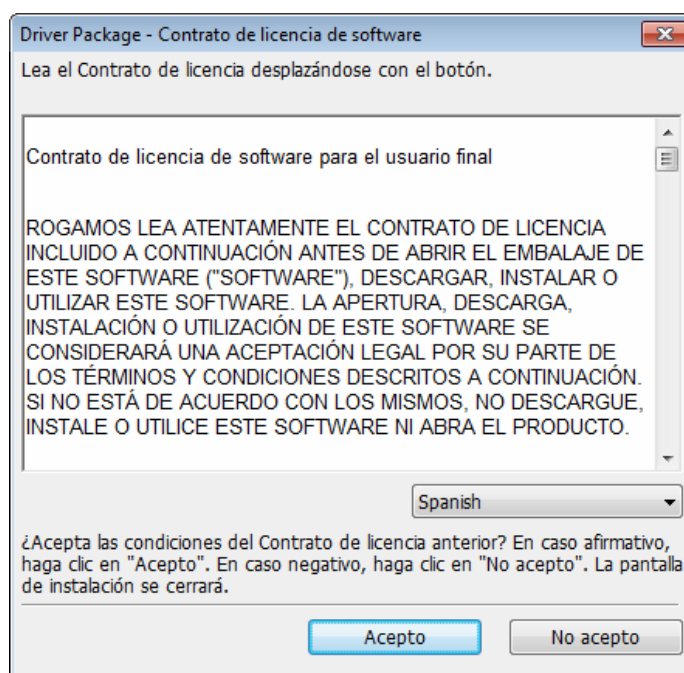 Driver Package - Contrato de licencia de software
Lea el Contrato de licencia desplazándose con el botón.
Contrato de licencia de software para el usuario final
ROGAMOS LEA ATENTAMENTE EL CONTRATO DE LICENCIA
INCLUIDO A CONTINUACIÓN ANTES DE ABRIR EL EMBALAJE DE
ESTE SOFTWARE ("SOFTWARE"), DESCARGAR, INSTALAR O
UTILIZAR ESTE SOFTWARE. LA APERTURA, DESCARGA,
INSTALACIÓN O UTILIZACIÓN DE ESTE SOFTWARE SE
CONSIDERARÁ UNA ACEPTACIÓN LEGAL POR SU PARTE DE
LOS TÉRMINOS Y CONDICIONES DESCRITOS A CONTINUACIÓN.
SI NO ESTÁ DE ACUERDO CON LOS MISMOS, NO DESCARGUE,
INSTALE O UTILICE ESTE SOFTWARE NI ABRA EL PRODUCTO.
Spanish
¿Acepta las condiciones del Contrato de licencia anterior? En caso afirmativo,
haga clic en "Acepto". En caso negativo, haga clic en "No acepto". La pantalla
de instalación se cerrará.
Acepto
No acepto